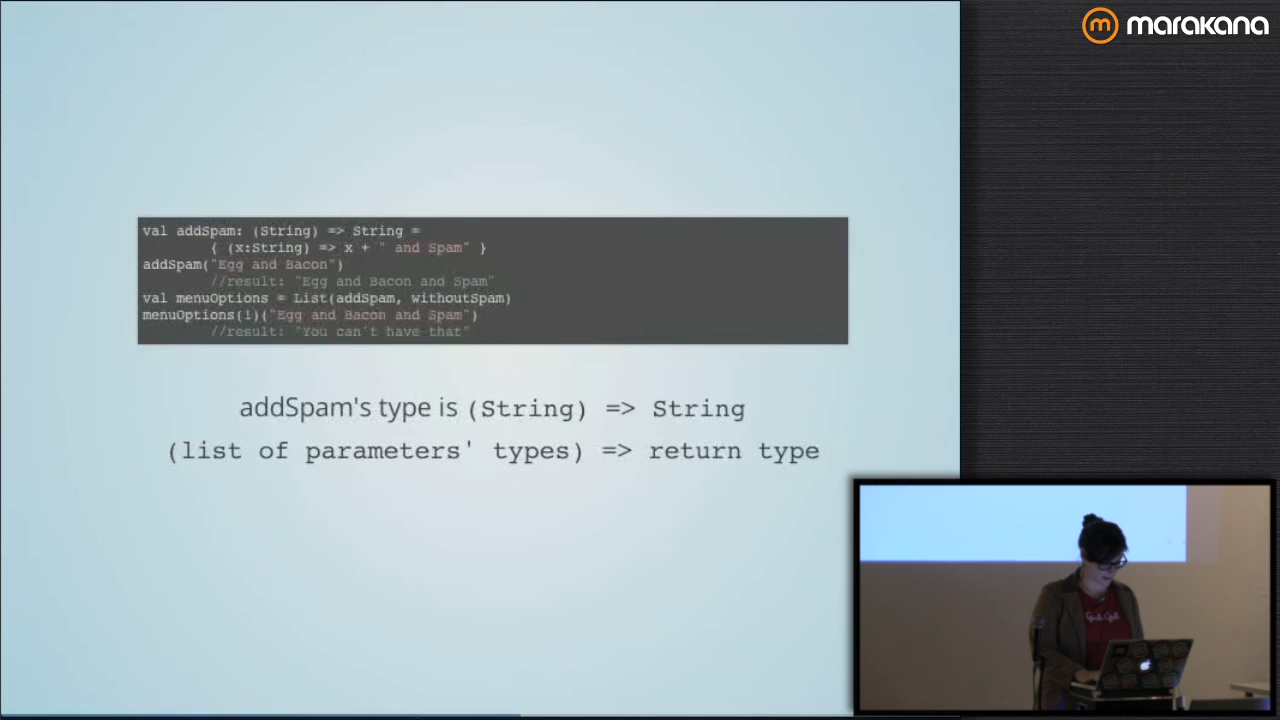 marakana
val addSpam: (String) => String =
{ (x:String) => x + " and Spam" }
addSpam("Egg and Bacon")
//result: "Egg and Bacon and Spam"
val menuOptions = List(addSpam, withoutSpam)
menuOptions(1)("Egg and Bacon and Spam")
//result: "You can't have that"
addSpam's type is (String) => String
(list of parameters' types) => return type